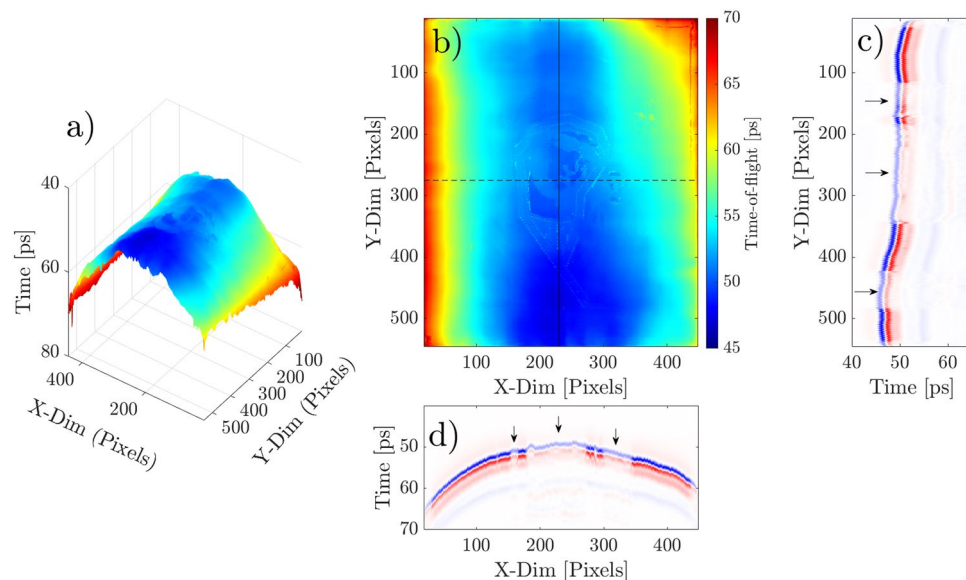 a)
40
60
80
Time [ps]
400
200
X-Dim (Pixels)
100
200
300
400
500
Y-Dim (Pixels)
b)
100
200
300
400
500
Y-Dim [Pixels]
100
200
300
400
X-Dim [Pixels]
70
65
60
55
50
45
Time-of-flight [ps]
c)
100
200
300
400
500
Y-Dim [Pixels]
40
50
60
Time [ps]
d)
50
60
70
Time [ps]
100
200
300
400
X-Dim [Pixels]